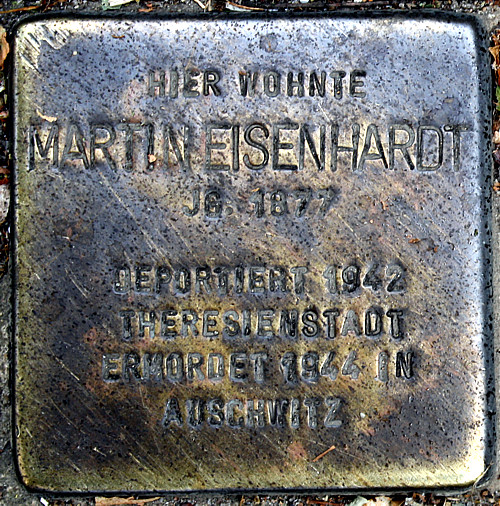 HIER WOHNTE
MARTIN EISENHARDT
JG. 1877
DEPORTIERT 1942
THERESIENSTADT
ERMORDET 1944 IN
AUSCHWITZ